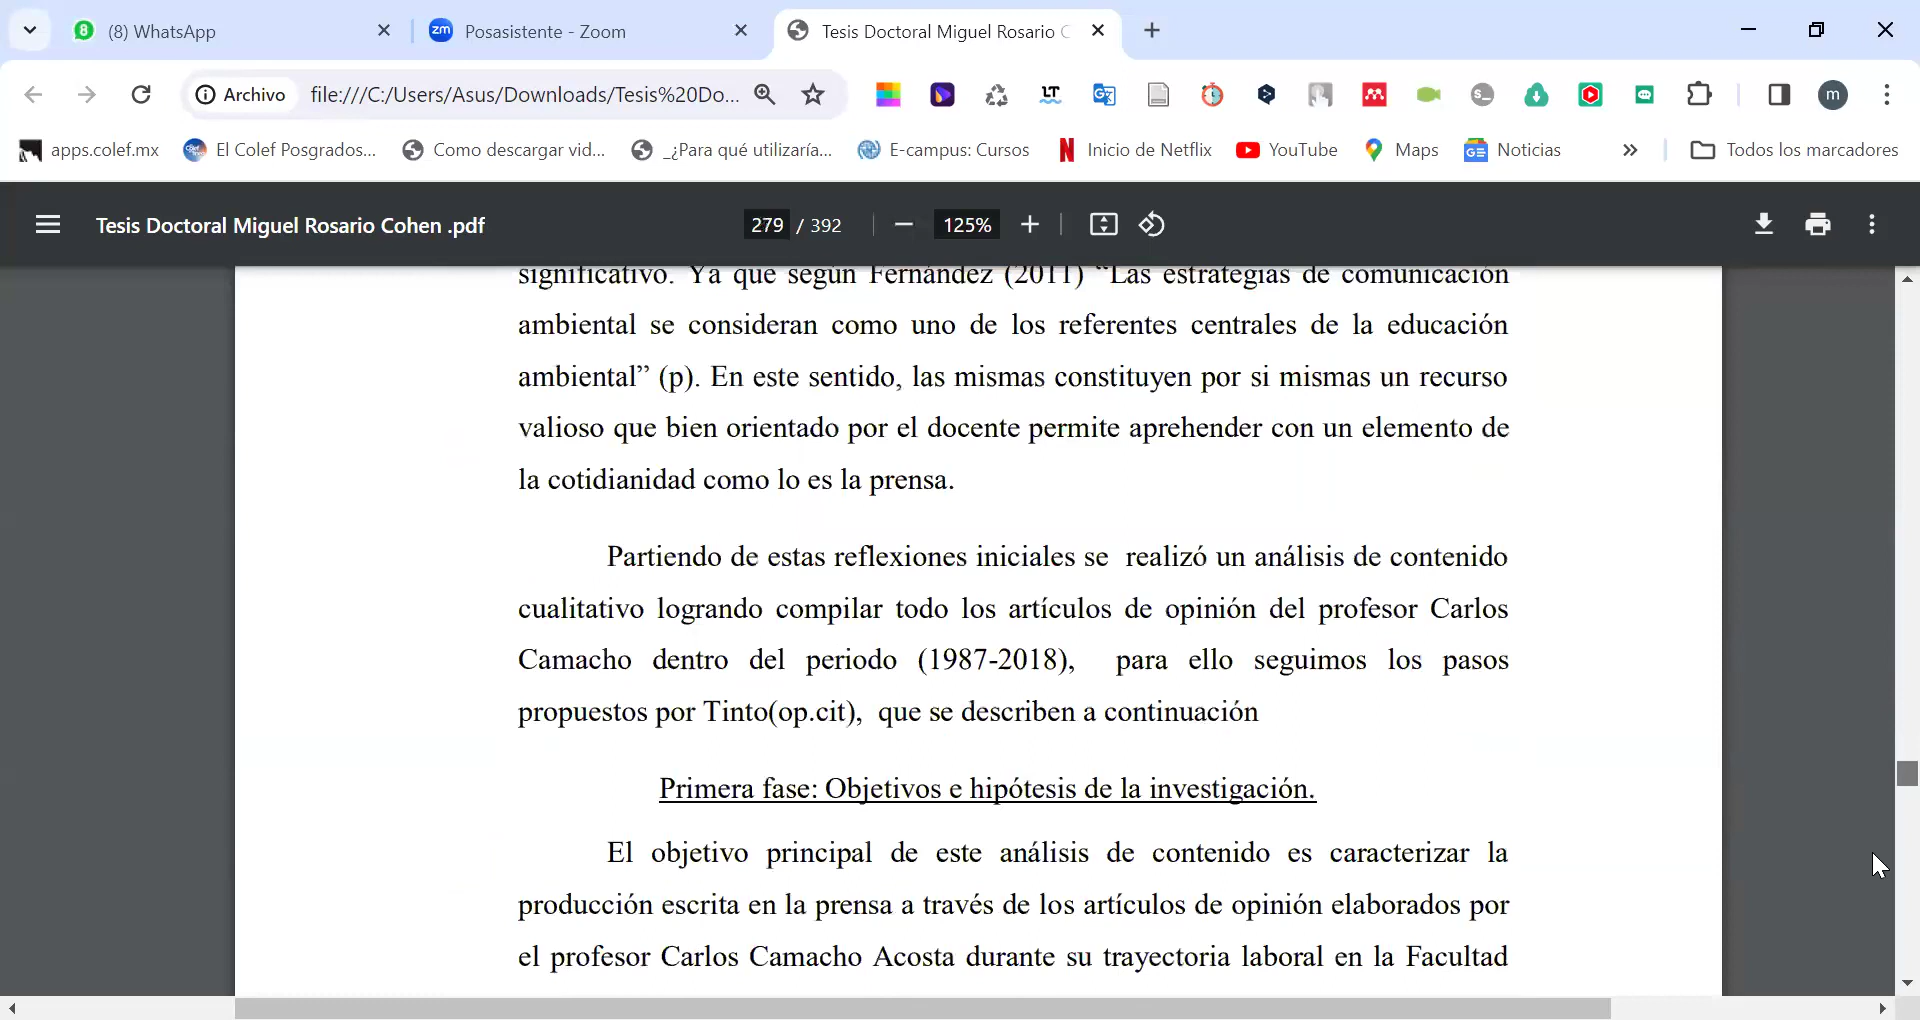 8 (8) WhatsApp
zm Posasistente - Zoom
Tesis Doctoral Miguel Rosario C
Archivo file:///C:/Users/Asus/Downloads/Tesis%20Do...
LT
m
apps.colef.mx
El Colef Posgrados...
Como descargar vid...
_¿Para qué utilizaría...
E-campus: Cursos
Inicio de Netflix
YouTube
Maps
Noticias
Todos los marcadores
Tesis Doctoral Miguel Rosario Cohen .pdf
279 / 392
125%
significativo. Ya que según Fernández (2011) “Las estrategias de comunicación
ambiental se consideran como uno de los referentes centrales de la educación
ambiental” (p). En este sentido, las mismas constituyen por si mismas un recurso
valioso que bien orientado por el docente permite aprehender con un elemento de
la cotidianidad como lo es la prensa.
Partiendo de estas reflexiones iniciales se realizó un análisis de contenido
cualitativo logrando compilar todo los artículos de opinión del profesor Carlos
Camacho dentro del periodo (1987-2018), para ello seguimos los pasos
propuestos por Tinto(op.cit), que se describen a continuación
Primera fase: Objetivos e hipótesis de la investigación.
El objetivo principal de este análisis de contenido es caracterizar la
producción escrita en la prensa a través de los artículos de opinión elaborados por
el profesor Carlos Camacho Acosta durante su trayectoria laboral en la Facultad